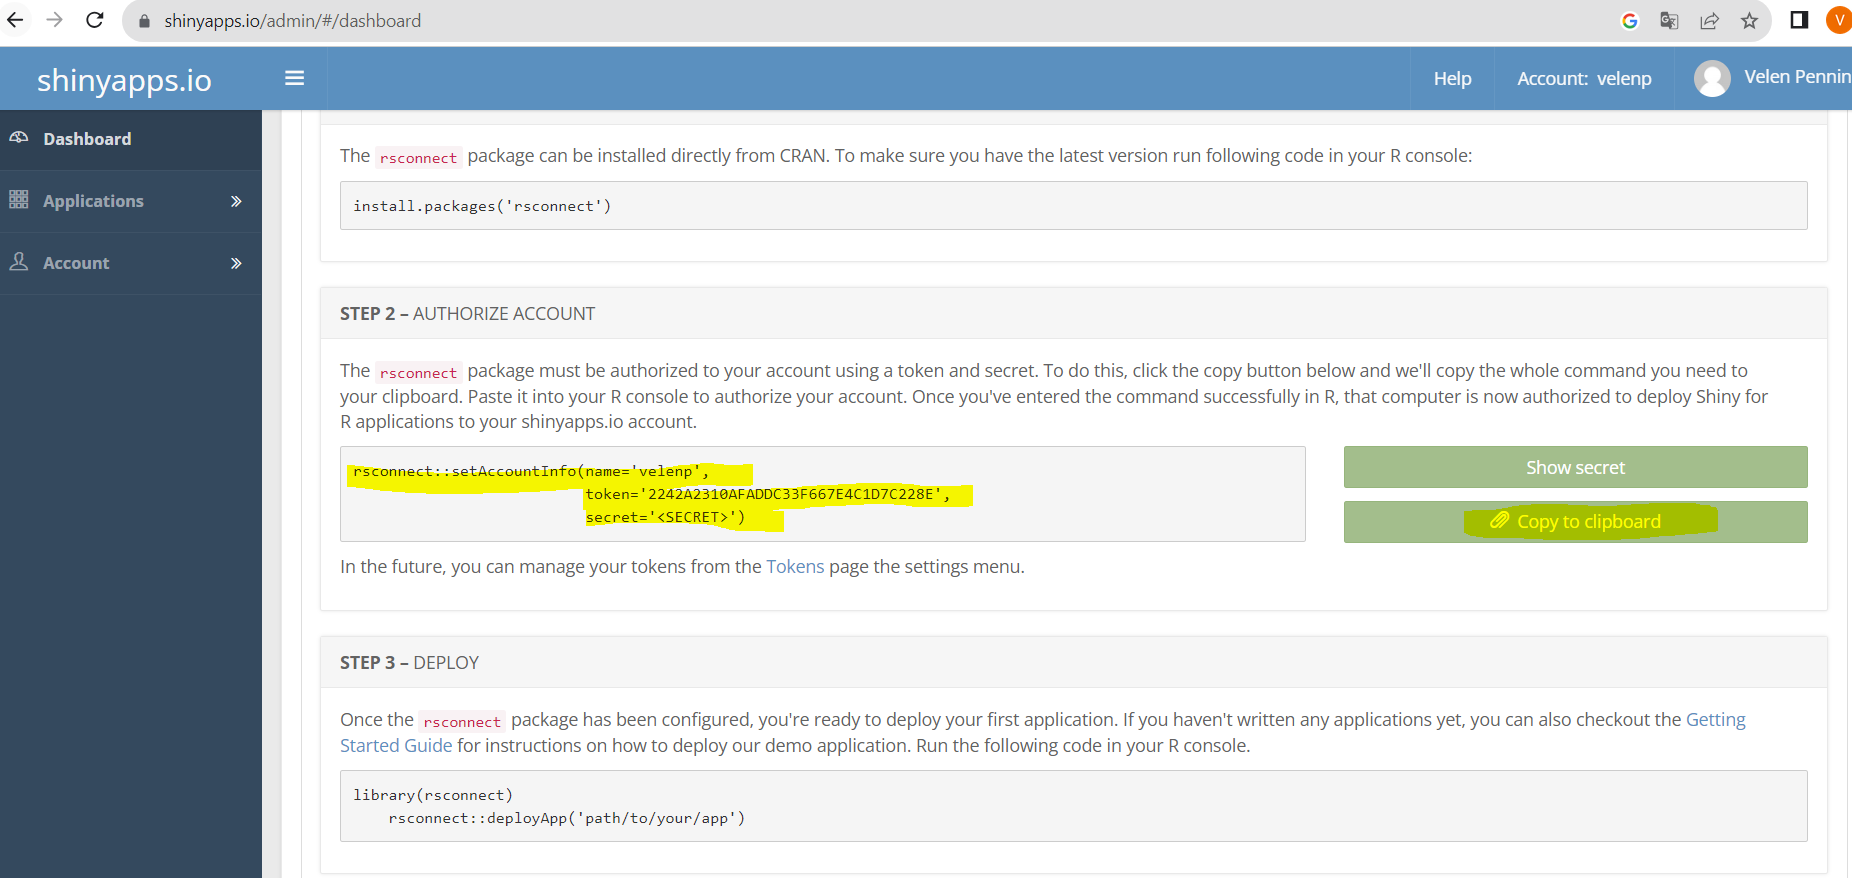 shinyapps.io/admin/#/dashboard
V
shinyapps.io
Help
Account: velenp
Velen Pennin
Dashboard
Applications
Account
The rsconnect package can be installed directly from CRAN. To make sure you have the latest version run following code in your R console:
install.packages('rsconnect')
STEP 2 – AUTHORIZE ACCOUNT
The rsconnect package must be authorized to your account using a token and secret. To do this, click the copy button below and we'll copy the whole command you need to
your clipboard. Paste it into your R console to authorize your account. Once you've entered the command successfully in R, that computer is now authorized to deploy Shiny for
R applications to your shinyapps.io account.
rsconnect::setAccountInfo(name='velenp',
token='2242A2310AFADDC33F667E4C1D7C228E',
secret='<SECRET>')
Show secret
Copy to clipboard
In the future, you can manage your tokens from the Tokens page the settings menu.
STEP 3 – DEPLOY
Once the rsconnect package has been configured, you're ready to deploy your first application. If you haven't written any applications yet, you can also checkout the Getting
Started Guide for instructions on how to deploy our demo application. Run the following code in your R console.
library(rsconnect)
rsconnect::deployApp('path/to/your/app')